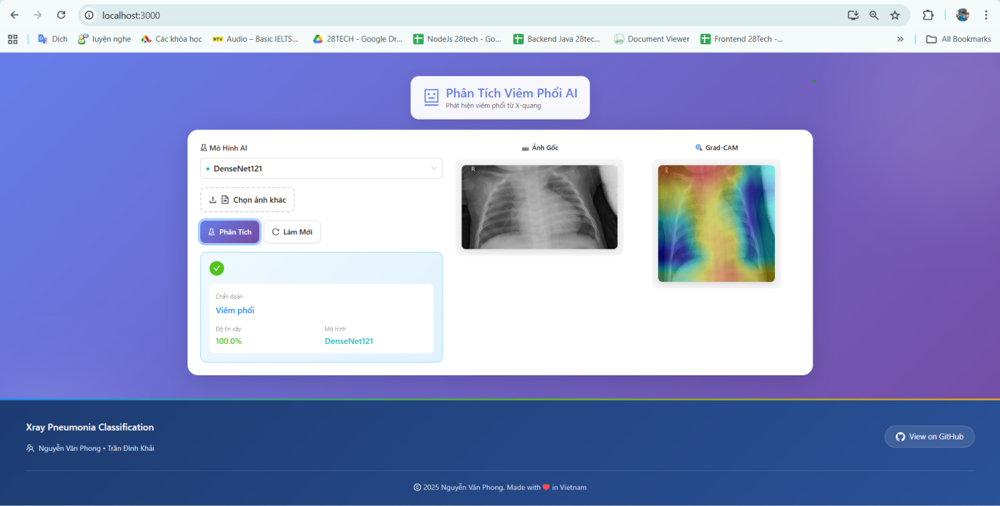 localhost:3000
Dịch
luyện nghe
Các khóa học
NTV Audio – Basic IELTS...
28TECH - Google Dr...
NodeJs 28tech - Go...
Backend Java 28tec...
Document Viewer
Frontend 28Tech -...
»
All Bookmarks
Phân Tích Viêm Phổi AI
Phát hiện viêm phổi từ X-quang
Mô Hình AI
DenseNet121
Chọn ảnh khác
Phân Tích
Làm Mới
Chẩn đoán
Viêm phổi
Độ tin cậy
Mô hình
100.0%
DenseNet121
Ảnh Gốc
R
Grad-CAM
R
Xray Pneumonia Classification
Nguyễn Văn Phong • Trần Đình Khải
View on GitHub
© 2025 Nguyễn Văn Phong. Made with ❤️ in Vietnam